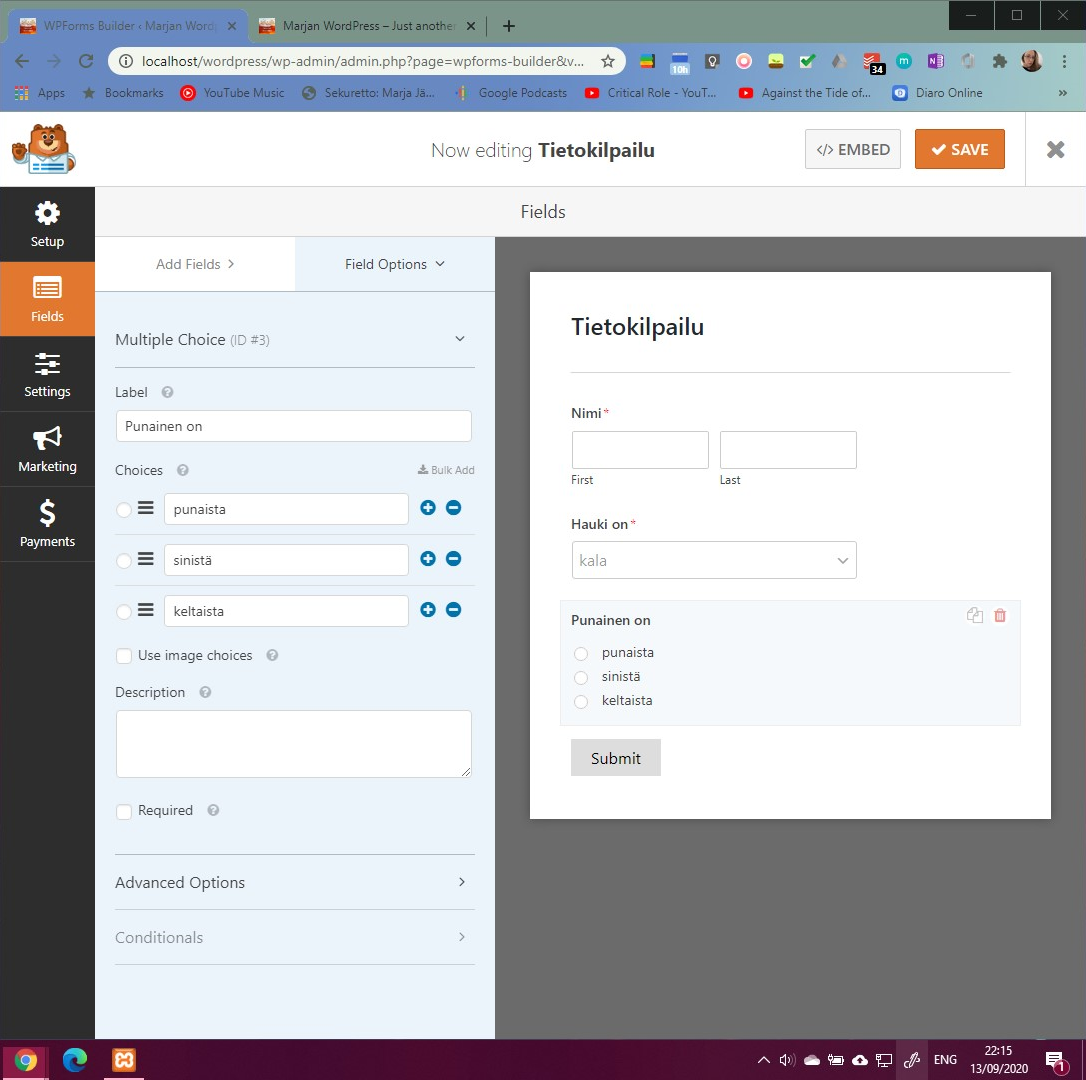 WPForms Builder ‹ Marjan Word
Marjan WordPress – Just another
localhost/wordpress/wp-admin/admin.php?page=wpforms-builder&v...
10h
34
Apps
Bookmarks
YouTube Music
Sekuretto: Marja Jä...
Google Podcasts
Critical Role - YouT...
Against the Tide of...
Diaro Online
»
Now editing Tietokilpailu
</> EMBED
SAVE
Setup
Fields
Settings
Marketing
Payments
Fields
Add Fields
Field Options
Multiple Choice (ID #3)
Label
Punainen on
Choices
Bulk Add
punaista
sinistä
keltaista
Use image choices
Description
Required
Advanced Options
Conditionals
Tietokilpailu
Nimi *
First
Last
Hauki on *
kala
Punainen on
punaista
sinistä
keltaista
Submit
ENG
22:15
13/09/2020
1